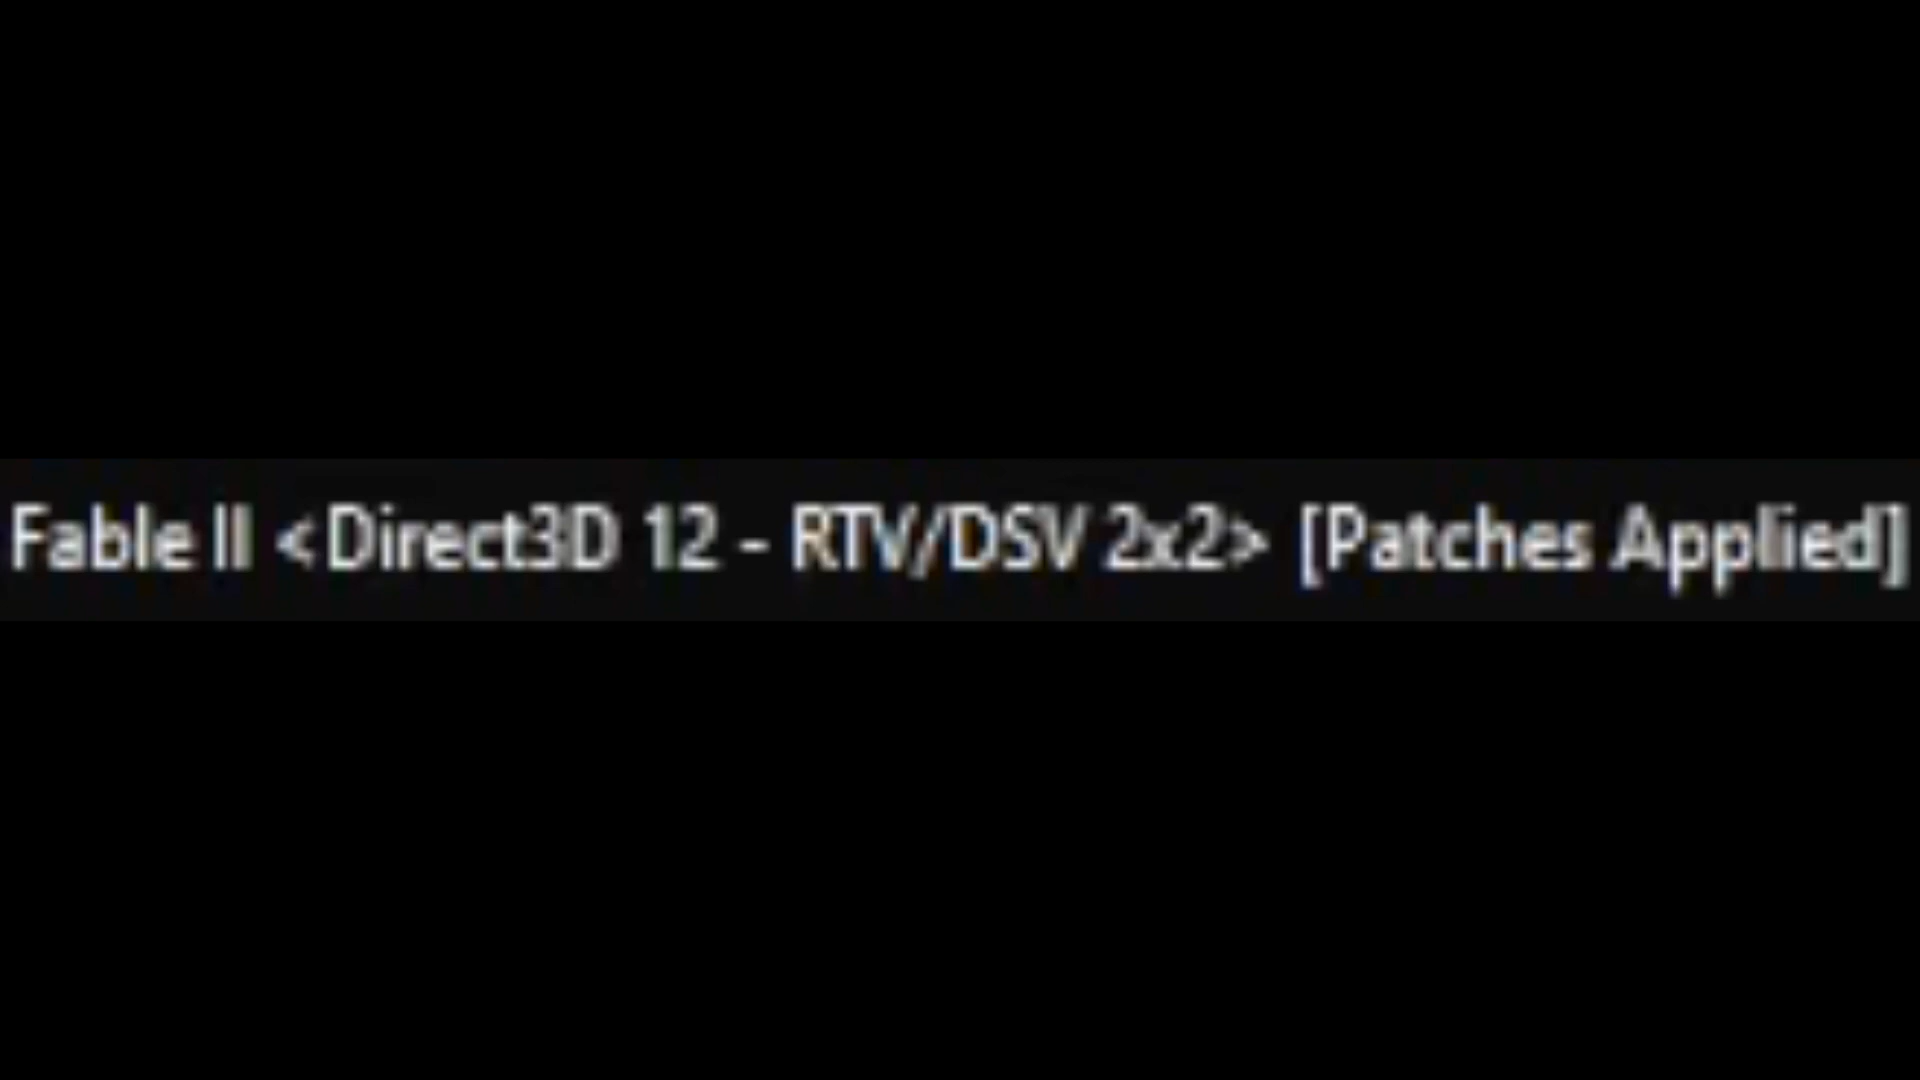 Fable II <Direct3D 12 - RTV/DSV 2x2> [Patches Applied]